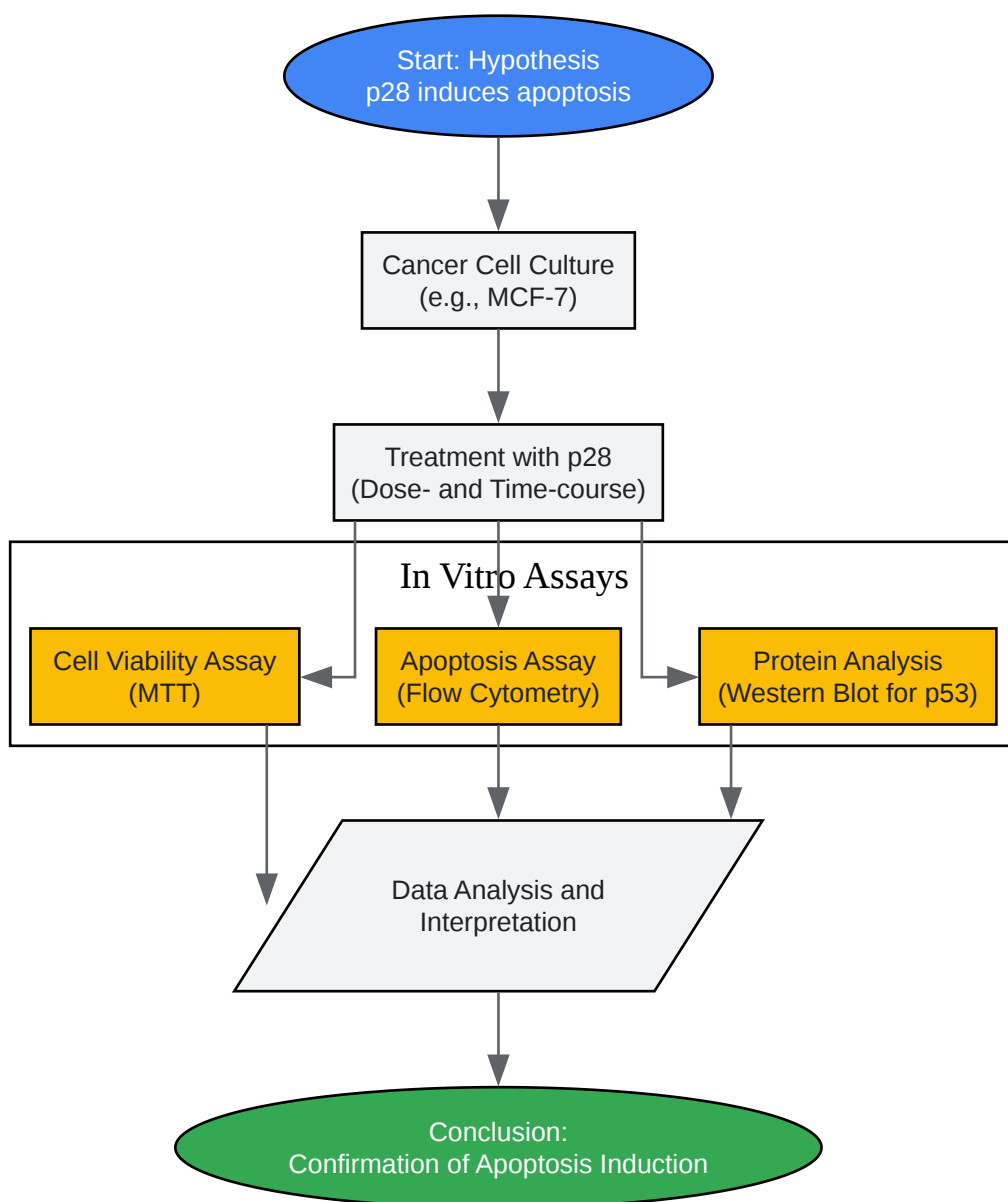 Start: Hypothesis
p28 induces apoptosis
Cancer Cell Culture
(e.g., MCF-7)
Treatment with p28
(Dose- and Time-course)
In Vitro Assays
Cell Viability Assay
(MTT)
Apoptosis Assay
(Flow Cytometry)
Protein Analysis
(Western Blot for p53)
Data Analysis and
Interpretation
Conclusion:
Confirmation of Apoptosis Induction